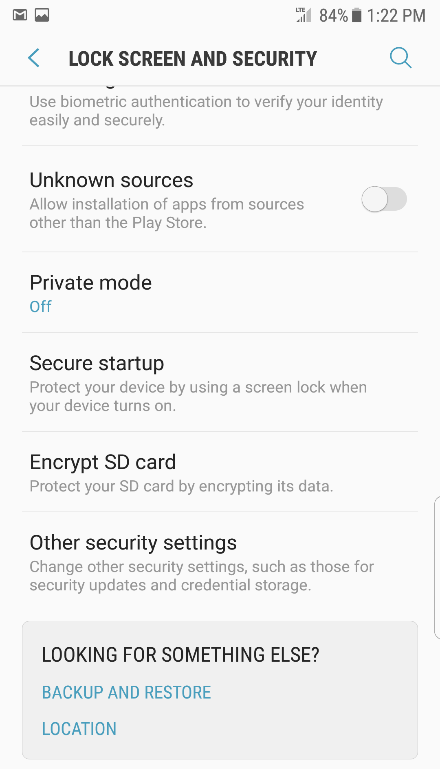 LTE 84% 1:22 PM
LOCK SCREEN AND SECURITY
Use biometric authentication to verify your identity
easily and securely.
Unknown sources
Allow installation of apps from sources
other than the Play Store.
Private mode
Off
Secure startup
Protect your device by using a screen lock when
your device turns on.
Encrypt SD card
Protect your SD card by encrypting its data.
Other security settings
Change other security settings, such as those for
security updates and credential storage.
LOOKING FOR SOMETHING ELSE?
BACKUP AND RESTORE
LOCATION